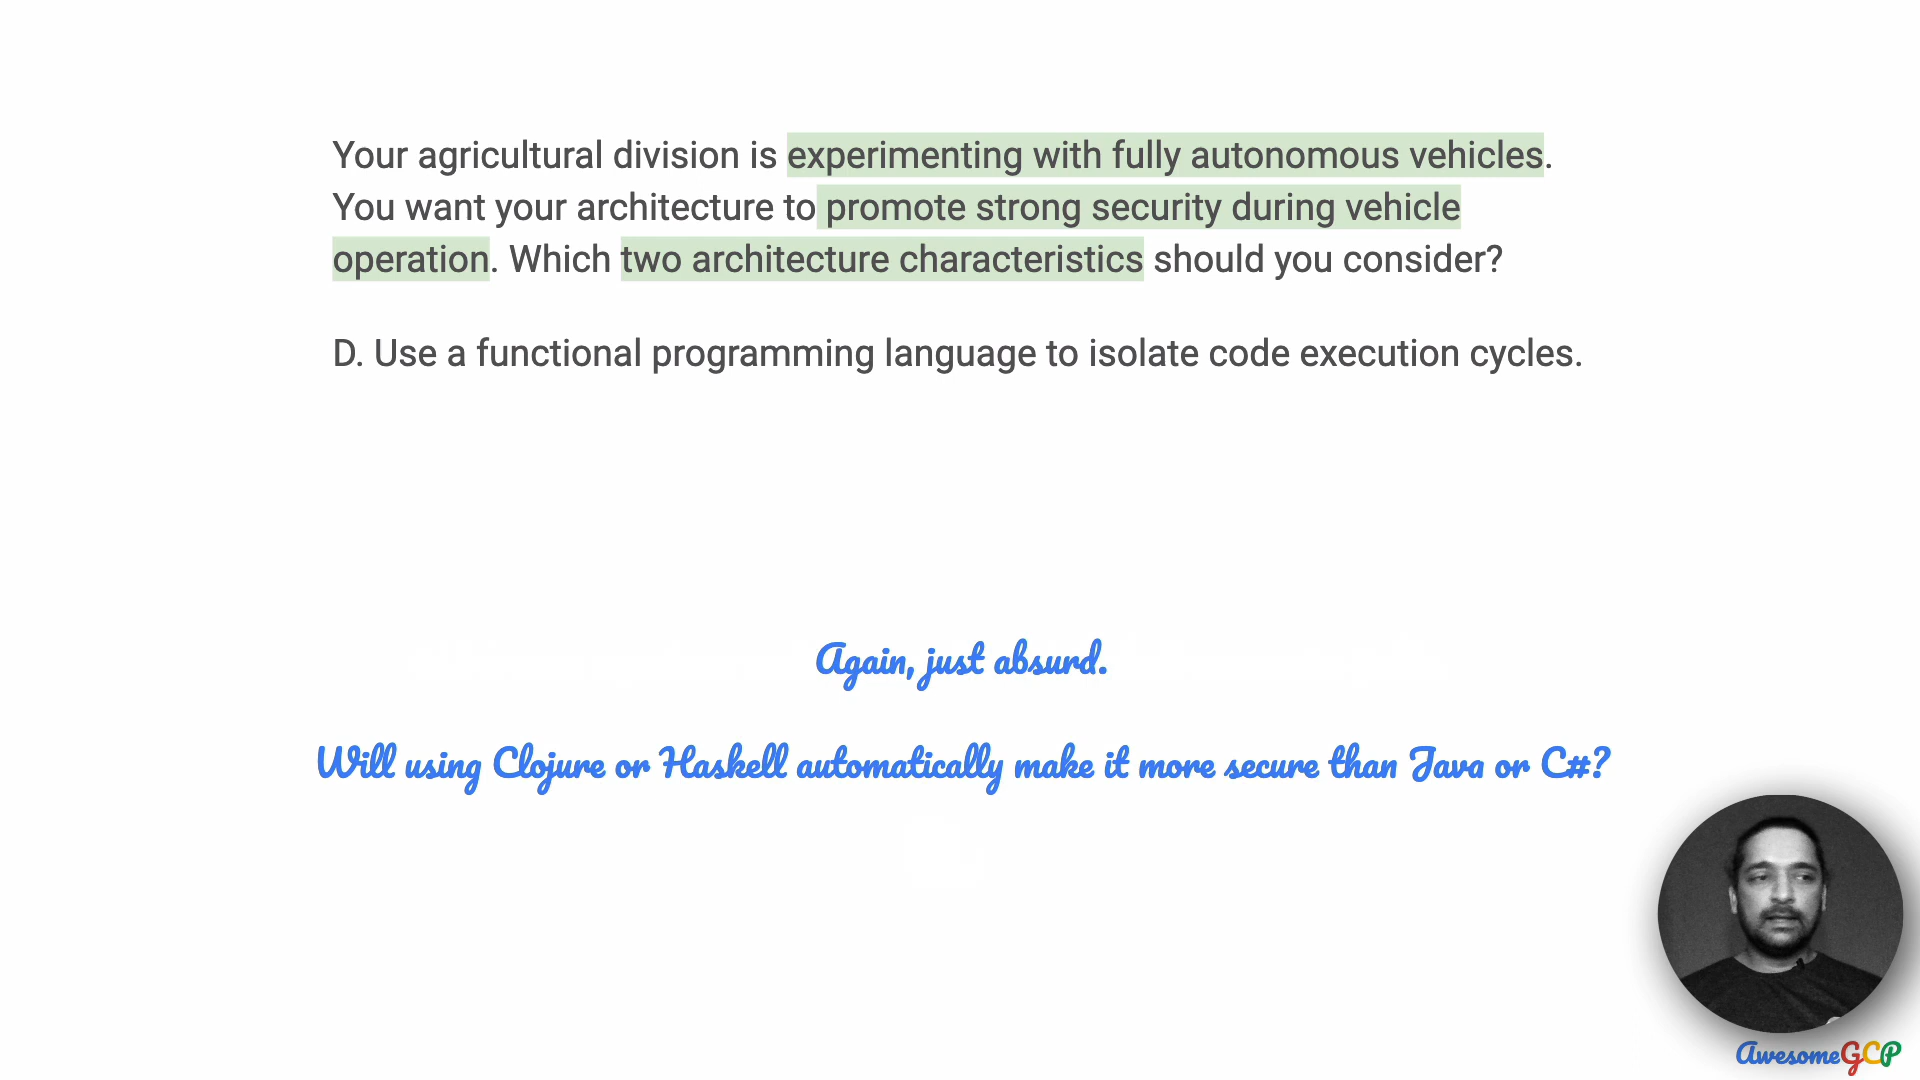 Your agricultural division is experimenting with fully autonomous vehicles.
You want your architecture to promote strong security during vehicle
operation. Which two architecture characteristics should you consider?
D. Use a functional programming language to isolate code execution cycles.
Again, just absurd.
Will using Clojure or Haskell automatically make it more secure than Java or C#?
AwesomeGCP